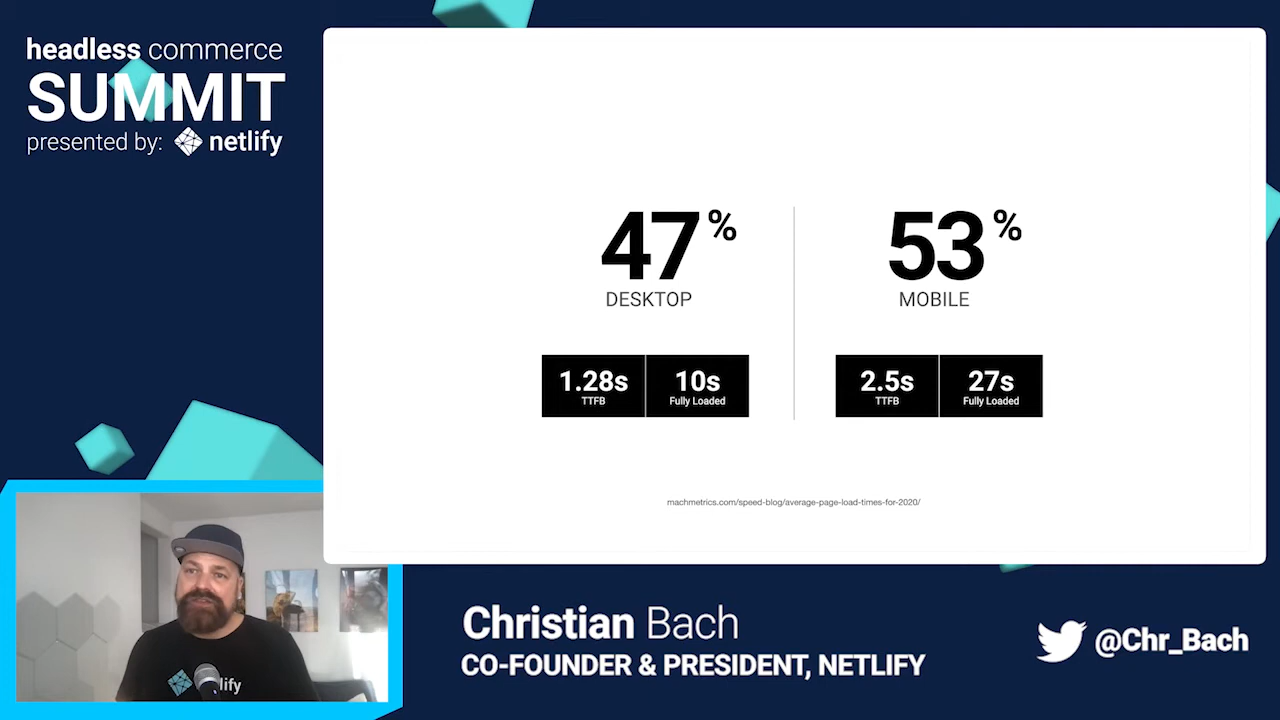 headless commerce
SUMMIT
presented by: netlify
47%
DESKTOP
1.28s
TTFB
10s
Fully Loaded
53%
MOBILE
2.5s
TTFB
27s
Fully Loaded
machmetrics.com/speed-blog/average-page-load-times-for-2020/
lify
Christian Bach
CO-FOUNDER & PRESIDENT, NETLIFY
@Chr_Bach